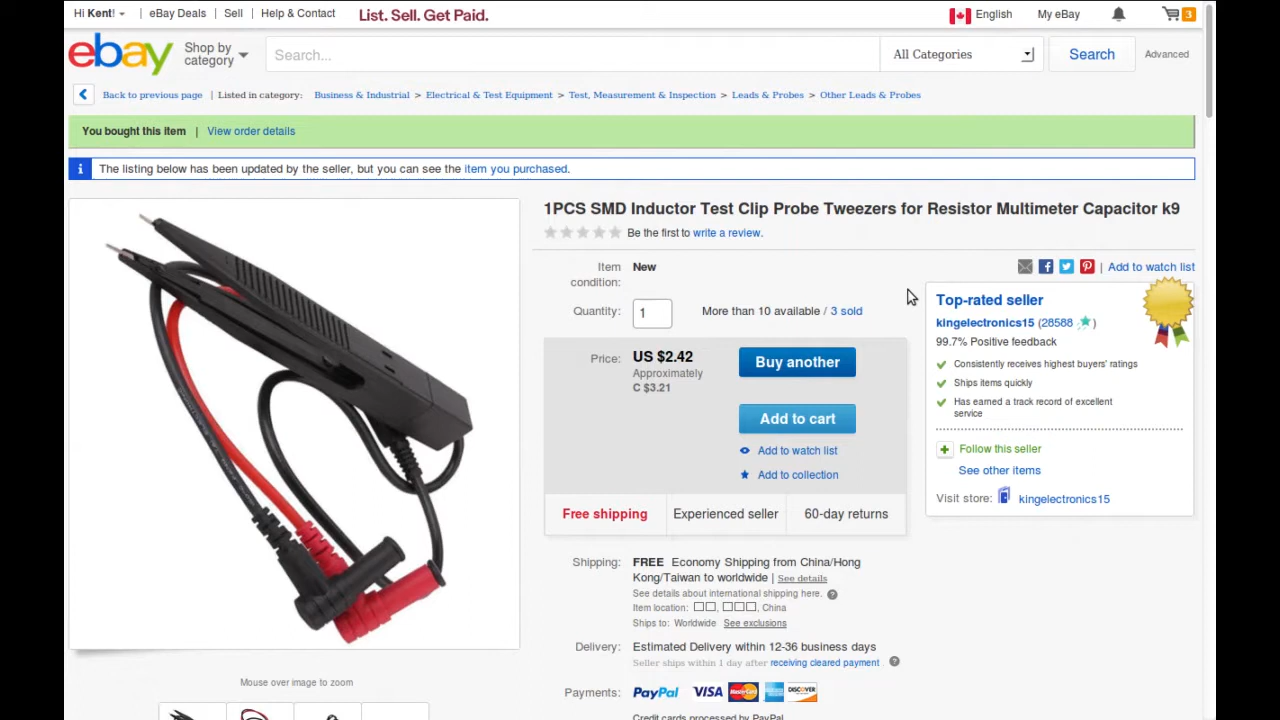 Hi Kent! | eBay Deals | Sell | Help & Contact List. Sell. Get Paid. English My eBay 3
ebay Shop by category Search... All Categories Search Advanced
Back to previous page | Listed in category: Business & Industrial > Electrical & Test Equipment > Test, Measurement & Inspection > Leads & Probes > Other Leads & Probes
You bought this item | View order details
i The listing below has been updated by the seller, but you can see the item you purchased.
1PCS SMD Inductor Test Clip Probe Tweezers for Resistor Multimeter Capacitor k9
Be the first to write a review.
Item condition: New
| Add to watch list
Quantity: 1 More than 10 available / 3 sold
Price: US $2.42
Approximately
C $3.21
Buy another
Add to cart
Add to watch list
Add to collection
Free shipping Experienced seller 60-day returns
Top-rated seller
kingelectronics15 (28588 )
99.7% Positive feedback
Consistently receives highest buyers' ratings
Ships items quickly
Has earned a track record of excellent
service
Follow this seller
See other items
Visit store: kingelectronics15
Shipping: FREE Economy Shipping from China/Hong
Kong/Taiwan to worldwide | See details
See details about international shipping here. ?
Item location: , China
Ships to: Worldwide See exclusions
Delivery: Estimated Delivery within 12-36 business days
Seller ships within 1 day after receiving cleared payment ?
Payments: PayPal VISA MasterCard DISCOVER
Credit cards processed by PayPal
Mouse over image to zoom